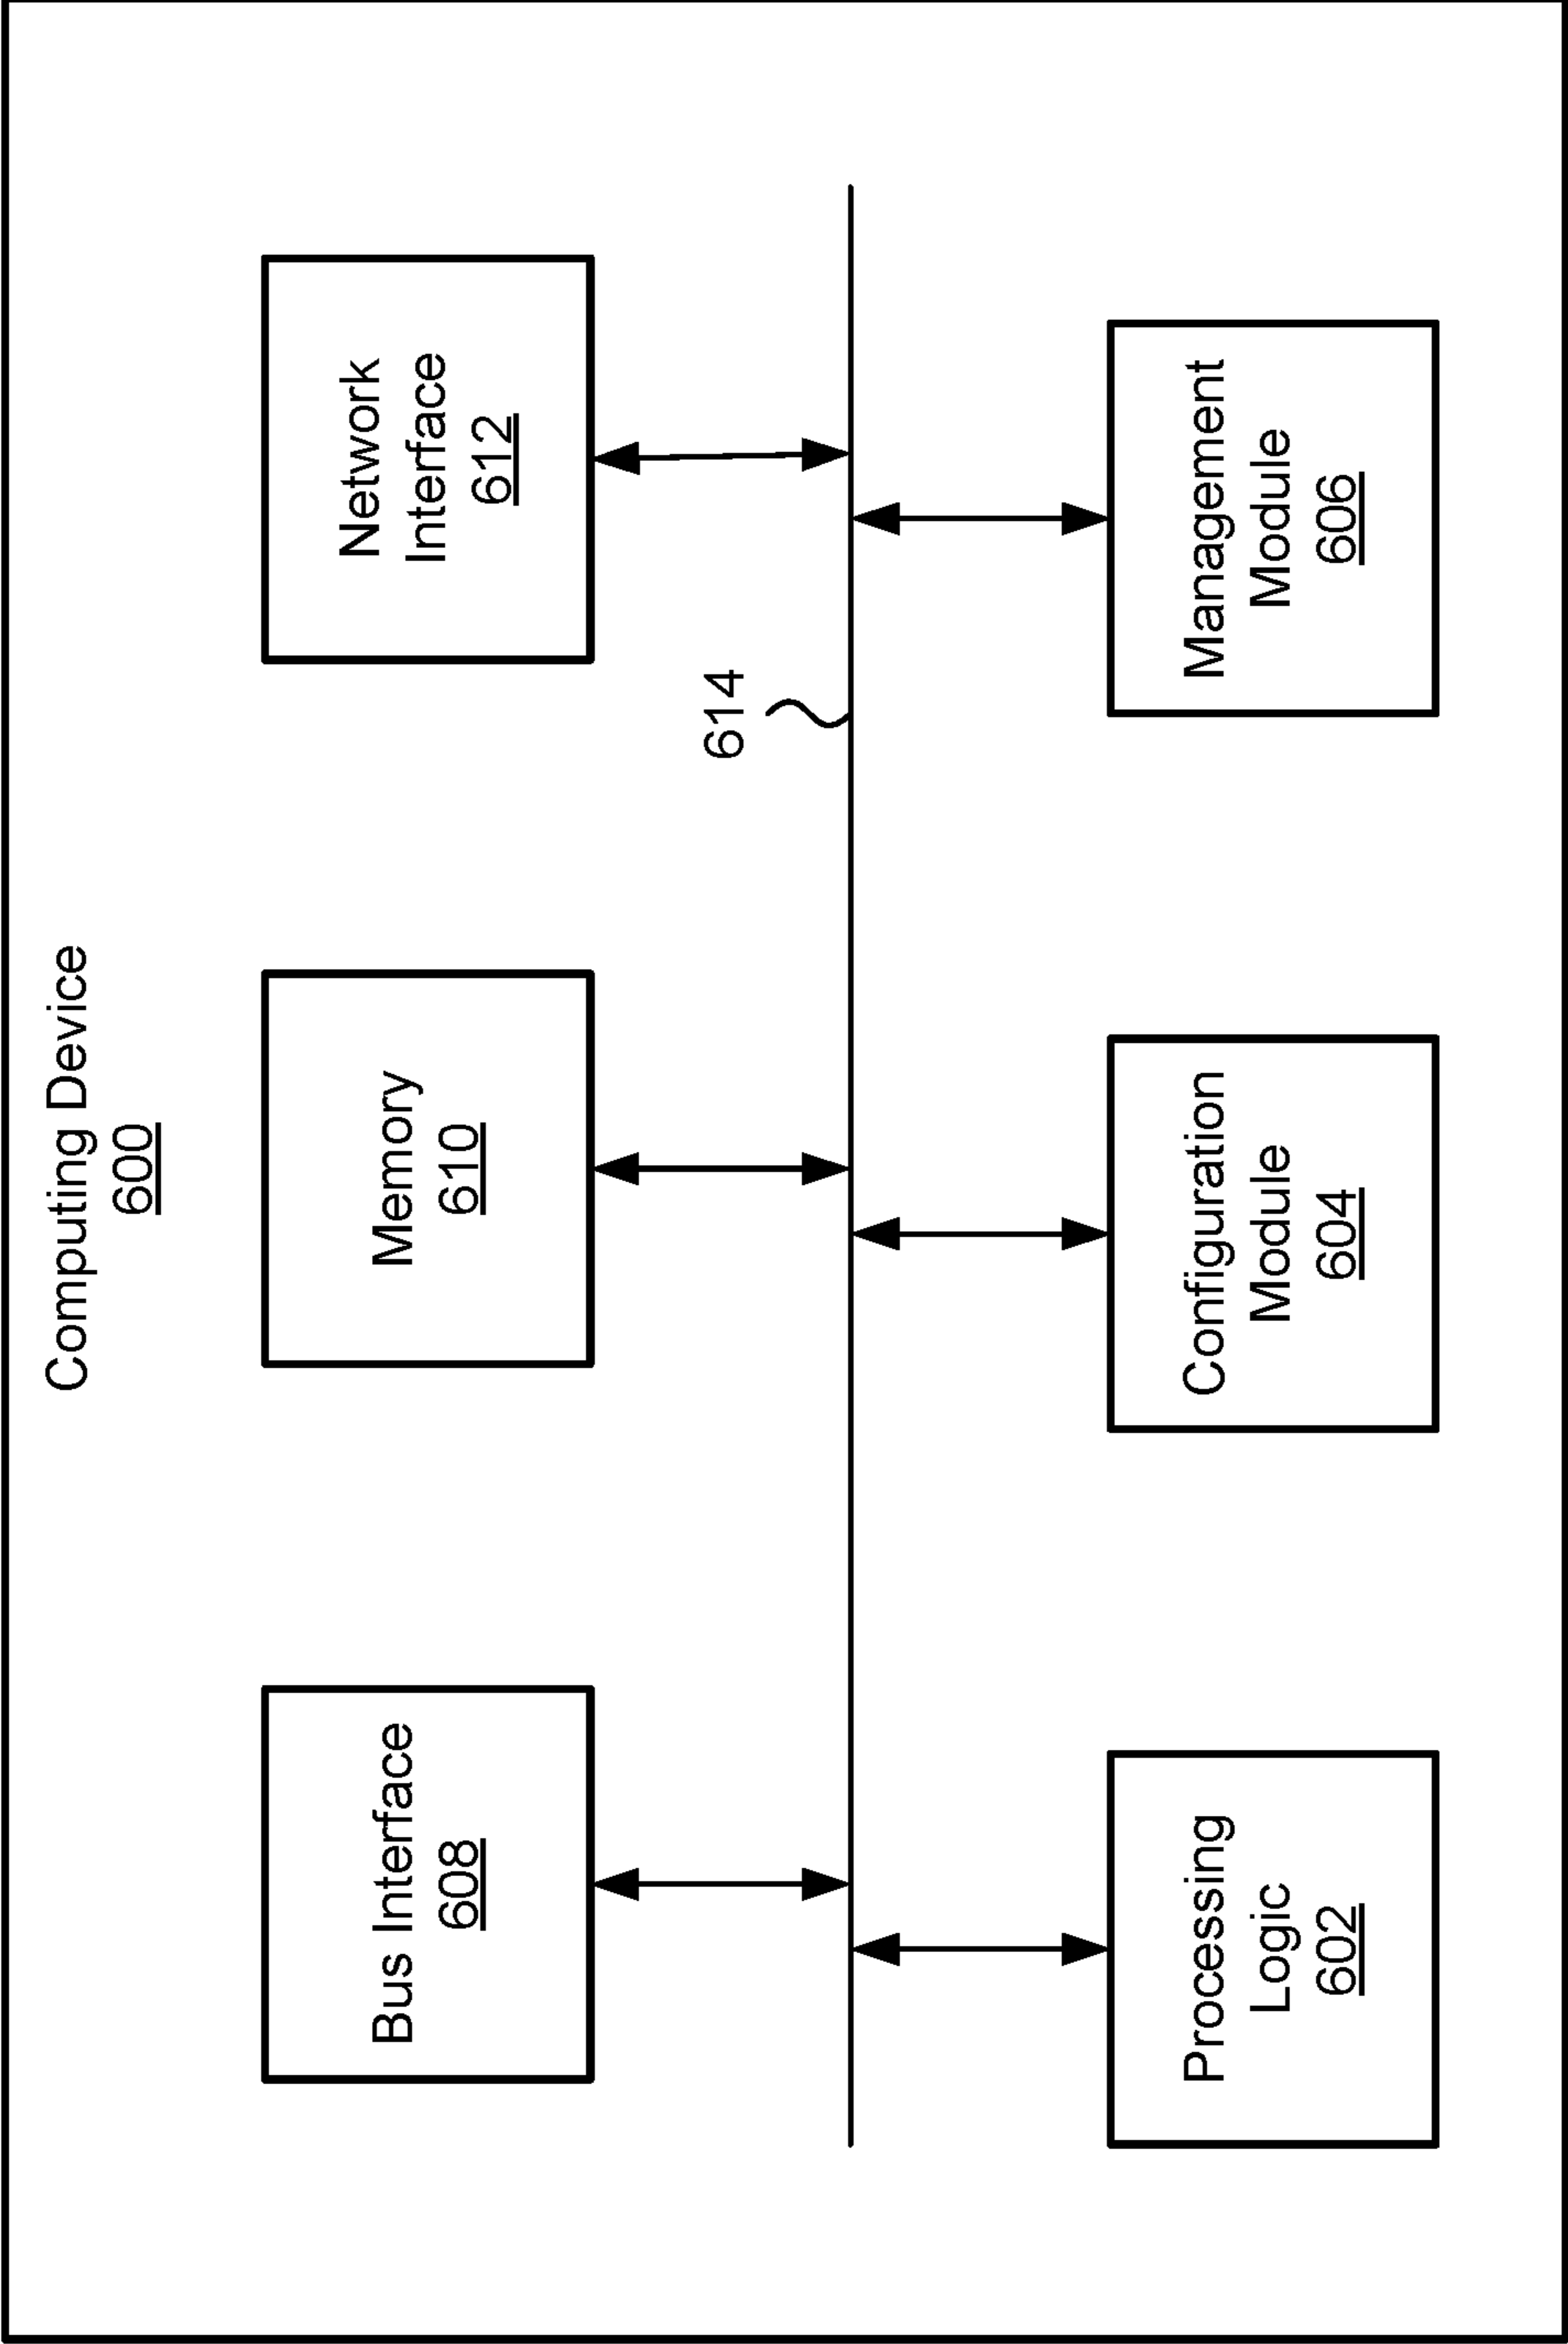 Computing Device
600
Bus Interface
608
Memory
610
Network
Interface
612
614
Processing
Logic
602
Configuration
Module
604
Management
Module
606